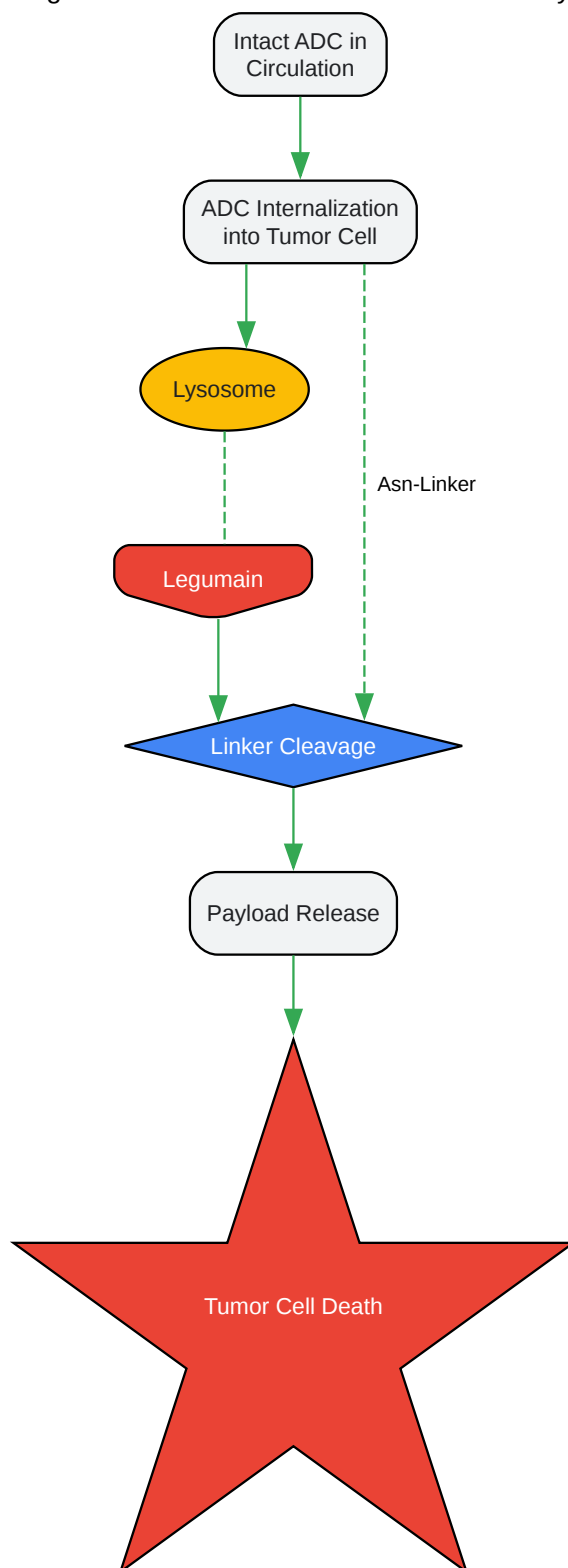 Intact ADC in
Circulation
ADC Internalization
into Tumor Cell
Lysosome
Asn-Linker
Legumain
Linker Cleavage
Payload Release
Tumor Cell Death